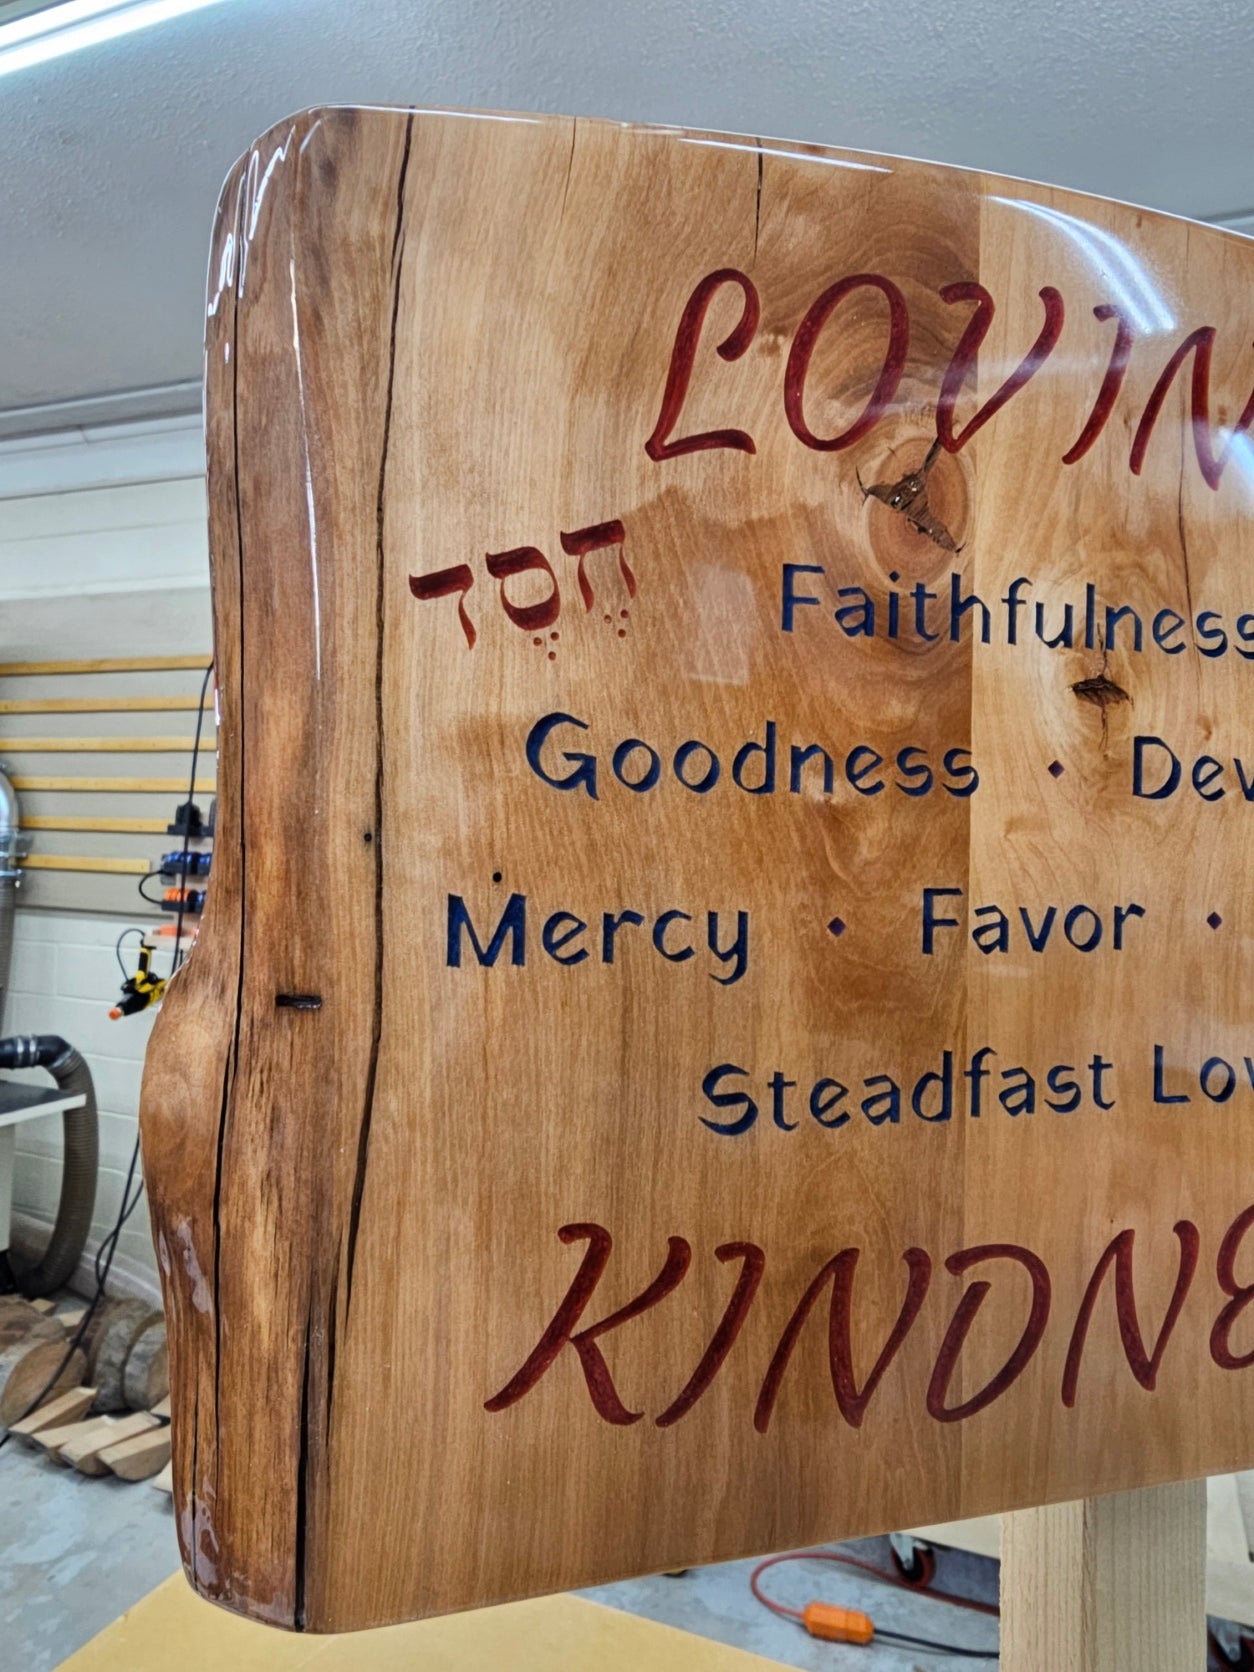 LOVIN
חֶסֶד
Faithfulness
Goodness · Dev
Mercy · Favor ·
Steadfast Lov
KINDNE